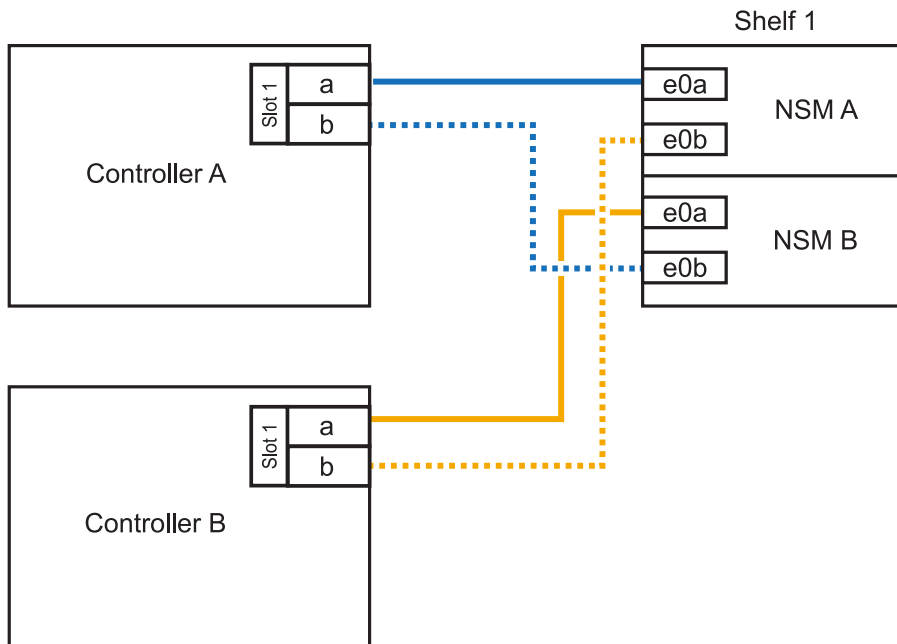 Shelf 1
Slot 1
a
b
Controller A
e0a
e0b
NSM A
e0a
e0b
NSM B
Slot 1
a
b
Controller B